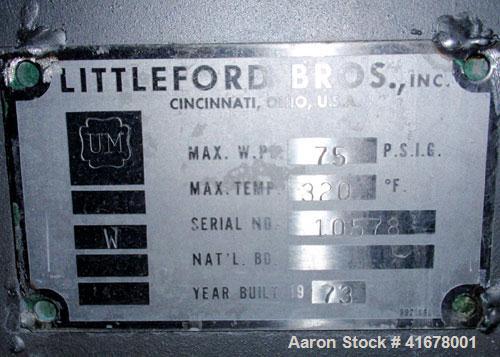 LITTLEFORD BROS., INC.
CINCINNATI, OHIO, U.S.A.
UM
MAX. W.P. 75 P.S.I.G.
MAX. TEMP. 320 °F.
SERIAL NO. 10578
W
NAT'L. BD.
YEAR BUILT 19 73
Aaron Stock # 41678001